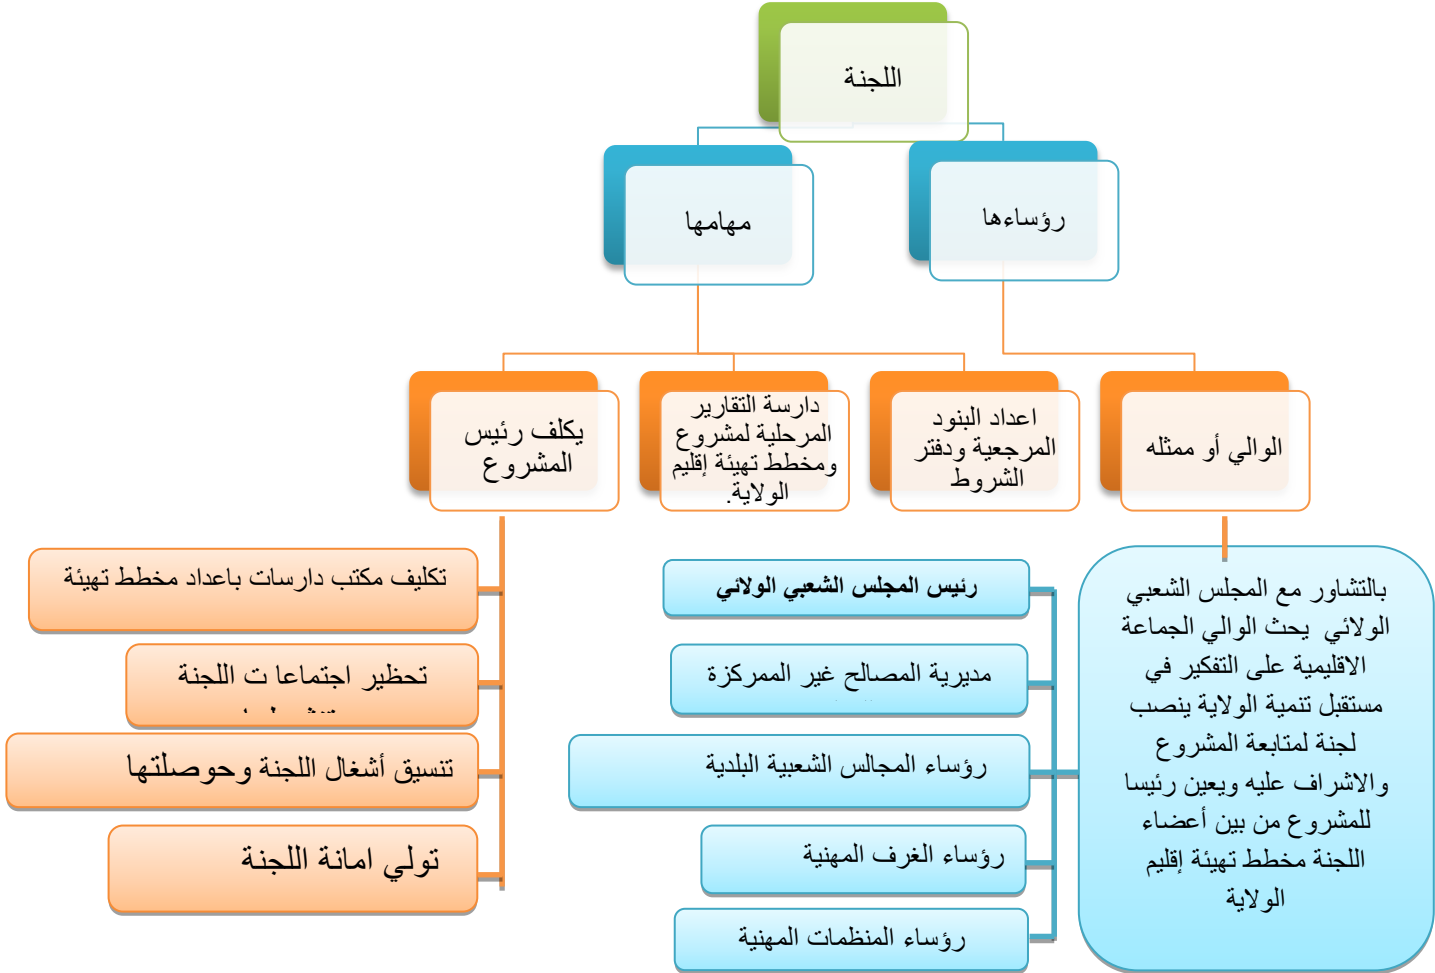 اللجنة
رؤساءها
مهامها
الوالي أو ممثله
اعداد البنود
المرجعية ودفتر
الشروط
دارسة التقارير
المرحلية لمشروع
ومخطط تهيئة إقليم
الولاية.
يكلف رئيس
المشروع
بالتشاور مع المجلس الشعبي
الولائي يحث الوالي الجماعة
الاقليمية على التفكير في
مستقبل تنمية الولاية ينصب
لجنة لمتابعة المشروع
والاشراف عليه ويعين رئيسا
للمشروع من بين أعضاء
اللجنة مخطط تهيئة إقليم
الولاية
رئيس المجلس الشعبي الولائي
مديرية المصالح غير الممركزة
رؤساء المجالس الشعبية البلدية
رؤساء الغرف المهنية
رؤساء المنظمات المهنية
تكليف مكتب دارسات باعداد مخطط تهيئة
تحظير اجتماعا ت اللجنة
تنسيق أشغال اللجنة وحوصلتها
تولي امانة اللجنة